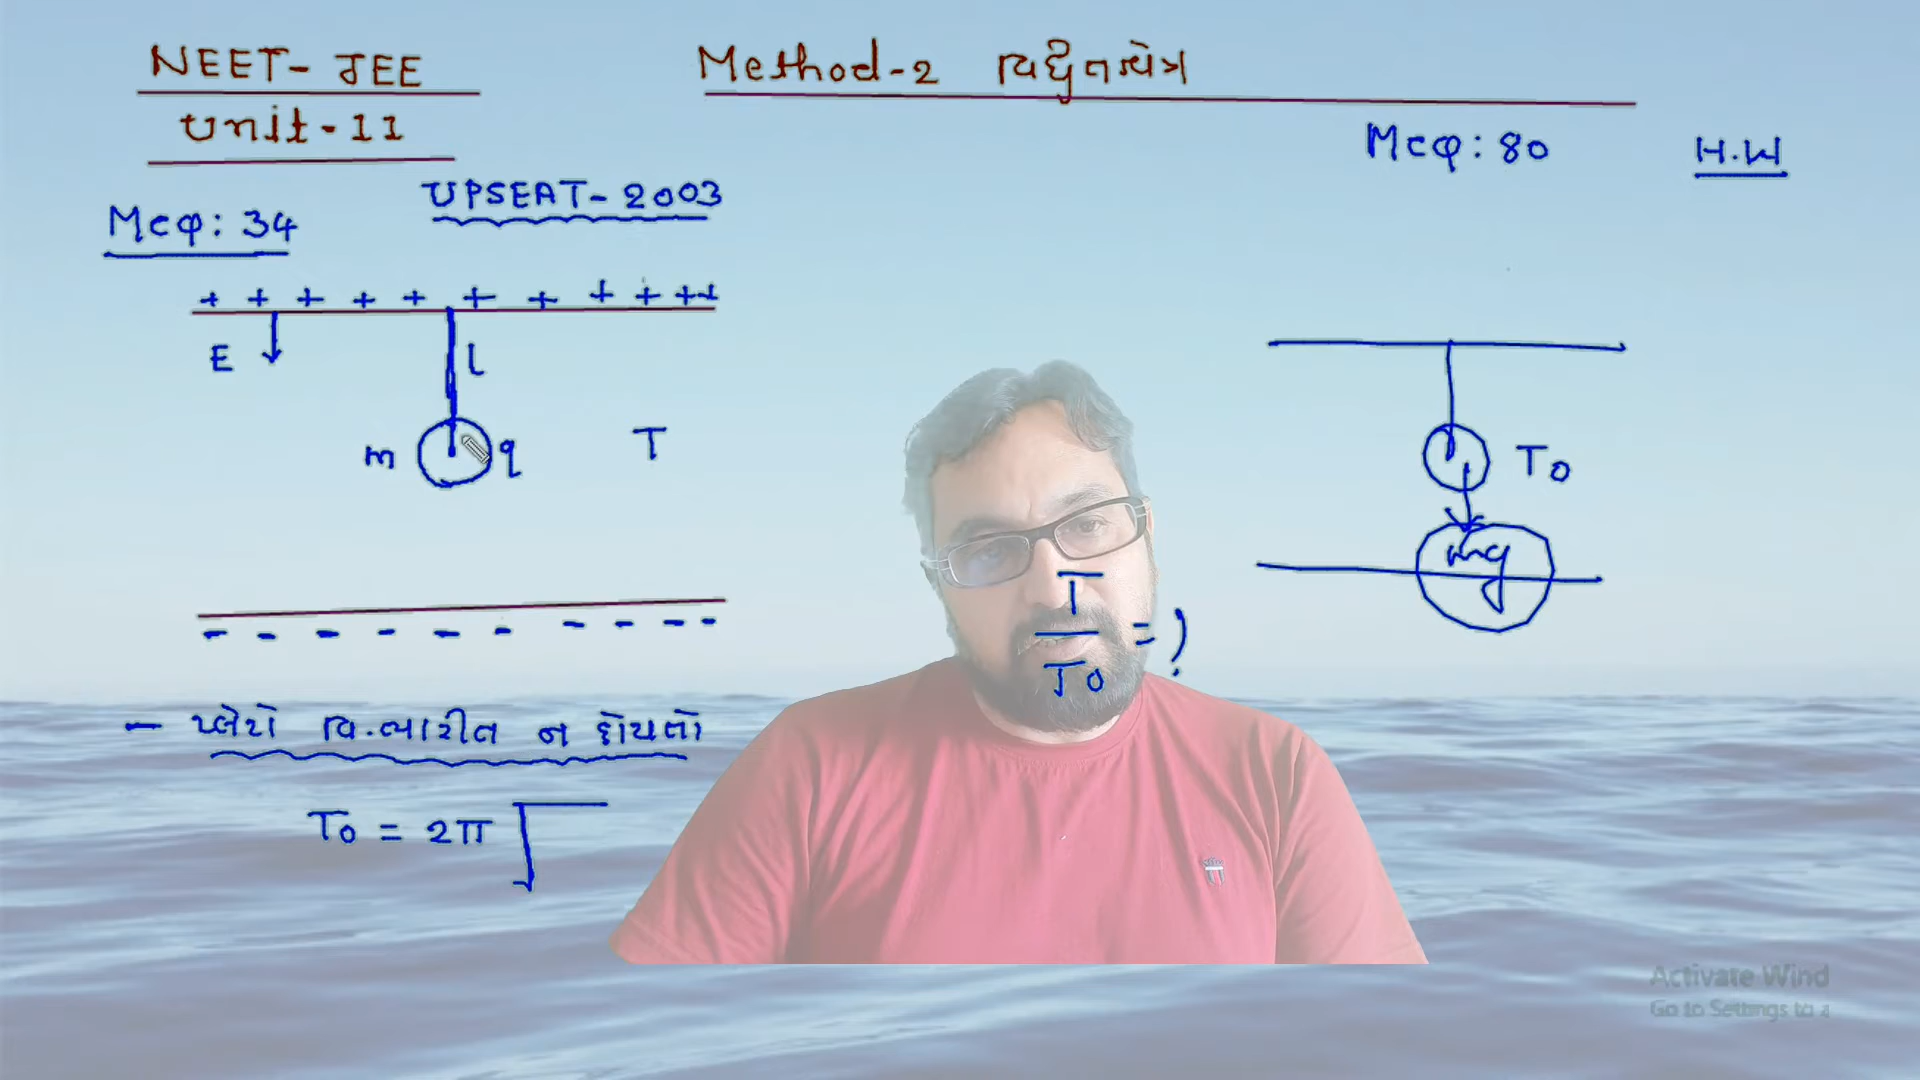 NEET - JEE
Unit - 11
Method - 2 વિદ્યુતક્ષેત્ર
Mcq : 80 H.W
UPSEAT - 2003
Mcq : 34
+ + + + + + + + + + +
E l
m q T
T0
mg
T/T0 = ?
- - - - - - - - - -
- પ્લેટો વિ.ભારીત ન હોયતો
T0 = 2π √
Activate Wind
Go to Settings to a